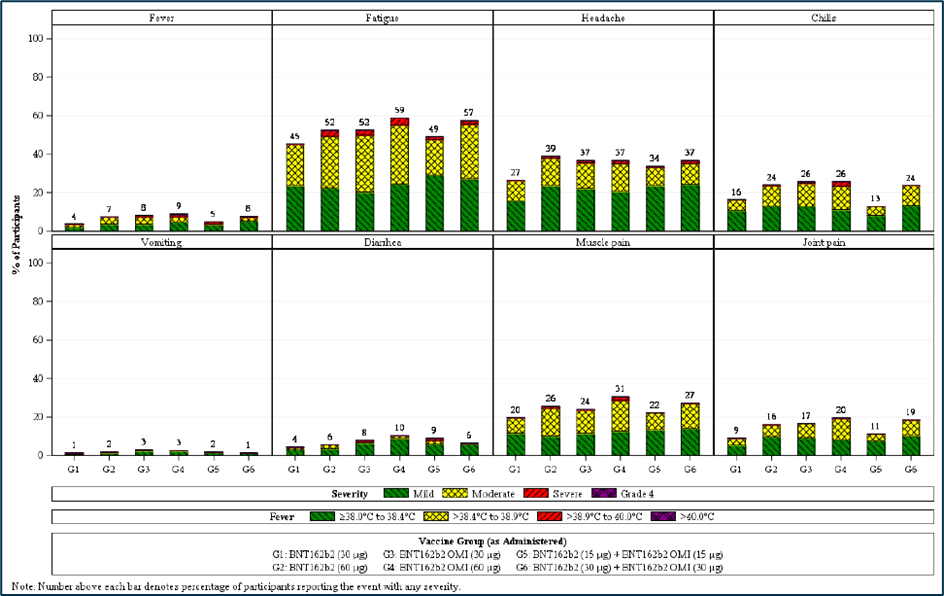 Fever Fatigue Headache Chills
100
80
60
40
20
0
4 7 8 9 5 8
45 52 52 59 49 57
27 39 37 37 34 37
16 24 26 26 13 24
% of Participants
Vomiting Diarrhea Muscle pain Joint pain
100
80
60
40
20
0
1 2 3 3 2 1
4 6 8 10 9 6
20 26 24 31 22 27
9 16 17 20 11 19
G1 G2 G3 G4 G5 G6 G1 G2 G3 G4 G5 G6 G1 G2 G3 G4 G5 G6 G1 G2 G3 G4 G5 G6
Severity Mild Moderate Severe Grade 4
Fever ≥38.0°C to 38.4°C >38.4°C to 38.9°C >38.9°C to 40.0°C >40.0°C
Vaccine Group (as Administered)
G1: BNT162b2 (30 µg) G3: BNT162b2 OMI (30 µg) G5: BNT162b2 (15 µg) + BNT162b2 OMI (15 µg)
G2: BNT162b2 (60 µg) G4: BNT162b2 OMI (60 µg) G6: BNT162b2 (30 µg) + BNT162b2 OMI (30 µg)
Note: Number above each bar denotes percentage of participants reporting the event with any severity.